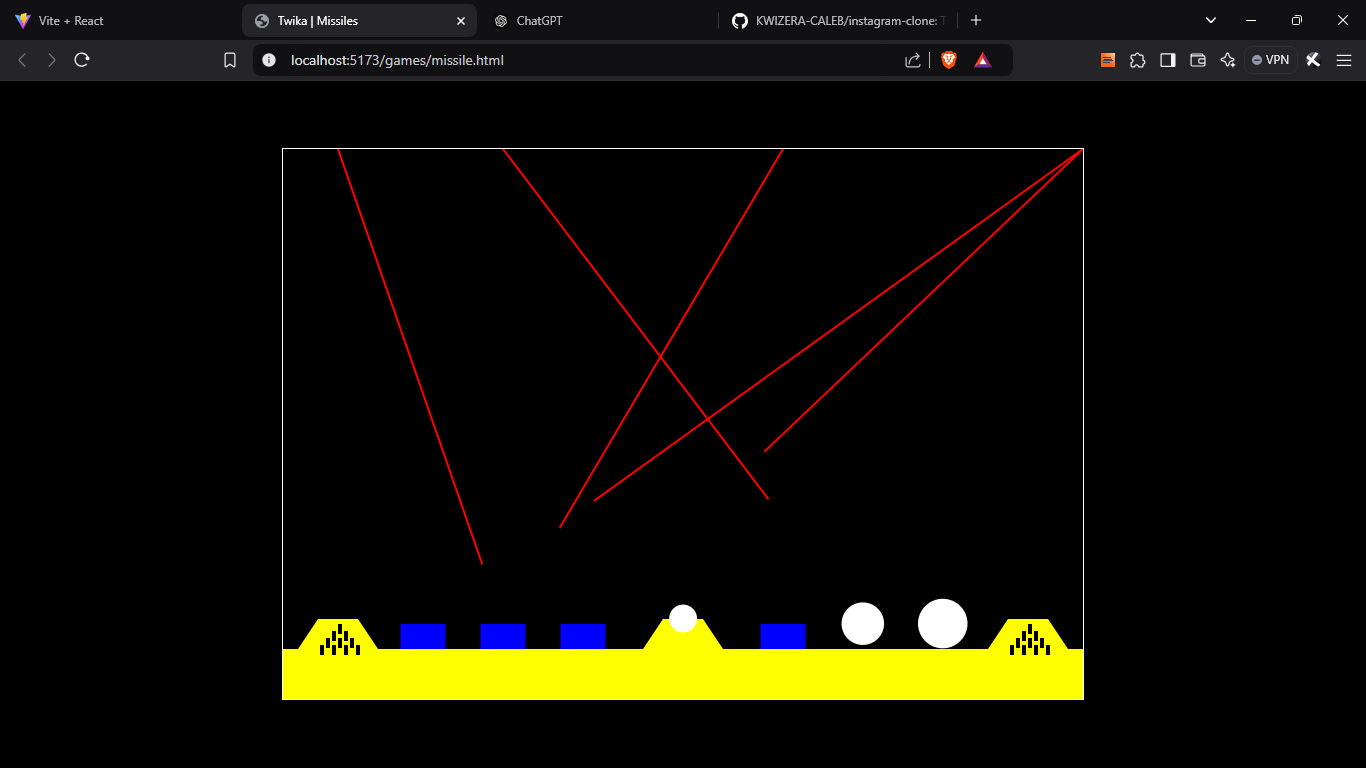 Vite + React
Twika | Missiles
ChatGPT
KWIZERA-CALEB/instagram-clone:
localhost:5173/games/missile.html
VPN